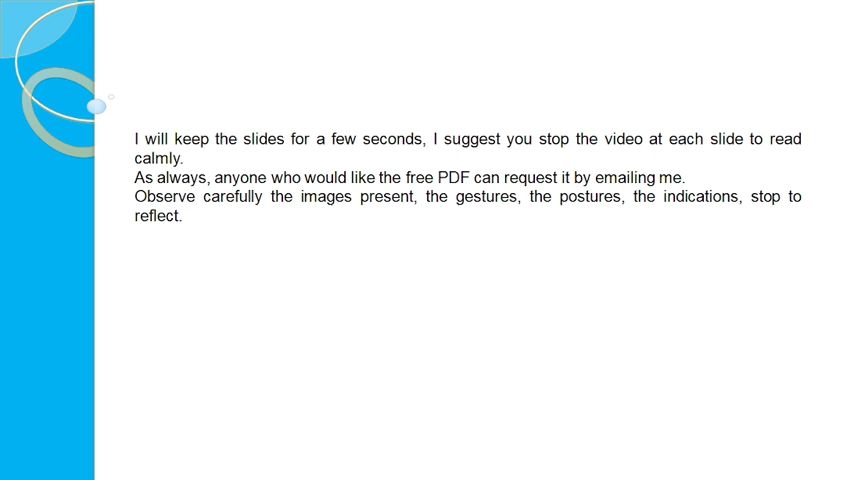 I will keep the slides for a few seconds, I suggest you stop the video at each slide to read
calmly.
As always, anyone who would like the free PDF can request it by emailing me.
Observe carefully the images present, the gestures, the postures, the indications, stop to
reflect.